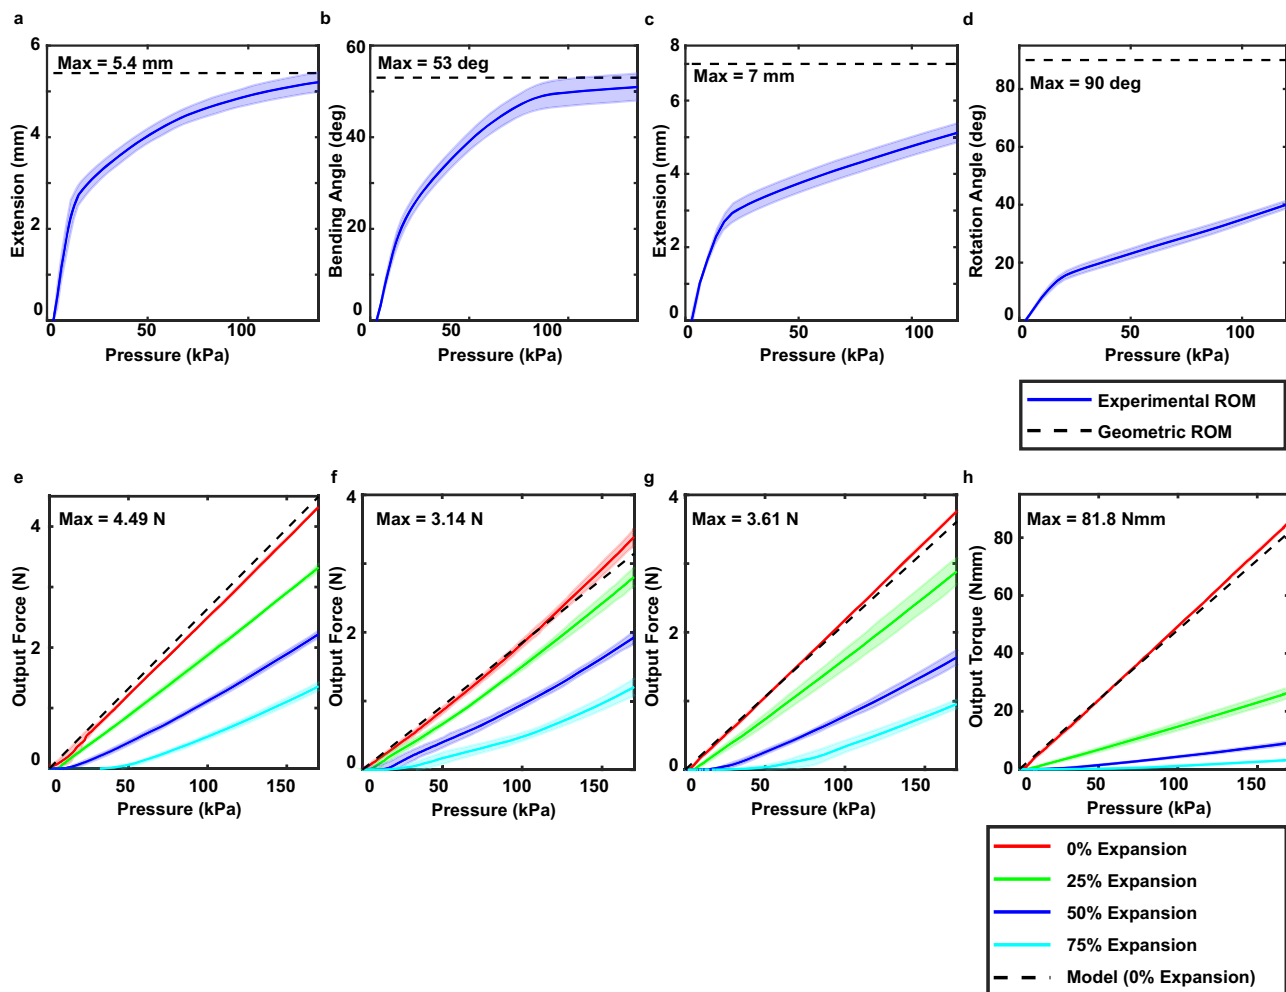 a
b
c
d
6
4
2
0
Max = 5.4 mm
Extension (mm)
0
50
100
Pressure (kPa)
60
40
20
0
Max = 53 deg
Bending Angle (deg)
0
50
100
Pressure (kPa)
8
6
4
2
0
Max = 7 mm
Extension (mm)
0
50
100
Pressure (kPa)
80
60
40
20
0
Max = 90 deg
Rotation Angle (deg)
0
50
100
Pressure (kPa)
Experimental ROM
Geometric ROM
e
f
g
h
4
2
0
Max = 4.49 N
Output Force (N)
0
50
100
150
Pressure (kPa)
4
2
0
Max = 3.14 N
Output Force (N)
0
50
100
150
Pressure (kPa)
4
2
0
Max = 3.61 N
Output Force (N)
0
50
100
150
Pressure (kPa)
80
60
40
20
0
Max = 81.8 Nmm
Output Torque (Nmm)
0
50
100
150
Pressure (kPa)
0% Expansion
25% Expansion
50% Expansion
75% Expansion
Model (0% Expansion)